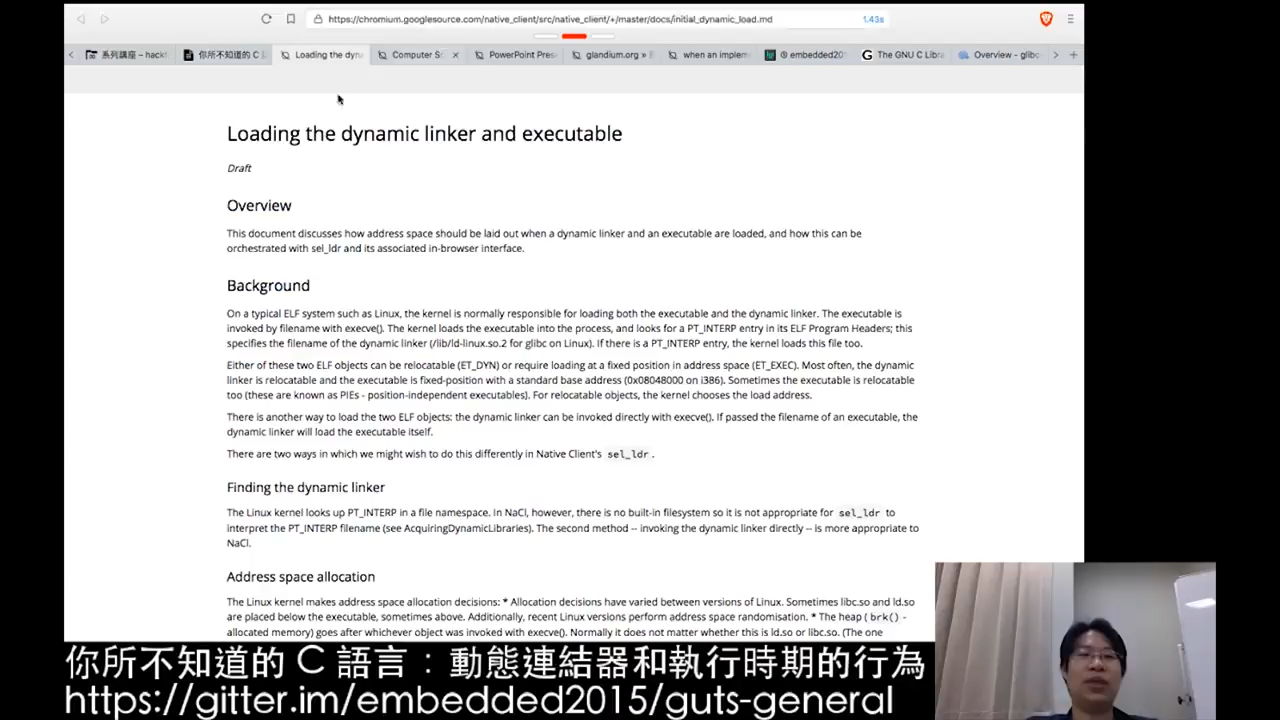 https://chromium.googlesource.com/native_client/src/native_client/+/master/docs/initial_dynamic_load.md
1.43s
系列講座 – hackf
你所不知道的 C 語
Loading the dyna
Computer Sc
PowerPoint Pres
glandium.org » B
when an impleme
embedded201
The GNU C Libra
Overview - glibc
Loading the dynamic linker and executable
Draft
Overview
This document discusses how address space should be laid out when a dynamic linker and an executable are loaded, and how this can be
orchestrated with sel_ldr and its associated in-browser interface.
Background
On a typical ELF system such as Linux, the kernel is normally responsible for loading both the executable and the dynamic linker. The executable is
invoked by filename with execve(). The kernel loads the executable into the process, and looks for a PT_INTERP entry in its ELF Program Headers; this
specifies the filename of the dynamic linker (/lib/ld-linux.so.2 for glibc on Linux). If there is a PT_INTERP entry, the kernel loads this file too.
Either of these two ELF objects can be relocatable (ET_DYN) or require loading at a fixed position in address space (ET_EXEC). Most often, the dynamic
linker is relocatable and the executable is fixed-position with a standard base address (0x08048000 on i386). Sometimes the executable is relocatable
too (these are known as PIEs - position-independent executables). For relocatable objects, the kernel chooses the load address.
There is another way to load the two ELF objects: the dynamic linker can be invoked directly with execve(). If passed the filename of an executable, the
dynamic linker will load the executable itself.
There are two ways in which we might wish to do this differently in Native Client's sel_ldr .
Finding the dynamic linker
The Linux kernel looks up PT_INTERP in a file namespace. In NaCl, however, there is no built-in filesystem so it is not appropriate for sel_ldr to
interpret the PT_INTERP filename (see AcquiringDynamicLibraries). The second method -- invoking the dynamic linker directly -- is more appropriate to
NaCl.
Address space allocation
The Linux kernel makes address space allocation decisions: * Allocation decisions have varied between versions of Linux. Sometimes libc.so and ld.so
are placed below the executable, sometimes above. Additionally, recent Linux versions perform address space randomisation. * The heap ( brk() -
allocated memory) goes after whichever object was invoked with execve(). Normally it does not matter whether this is ld.so or libc.so. (The one
你所不知道的 C 語言：動態連結器和執行時期的行為
https://gitter.im/embedded2015/guts-general